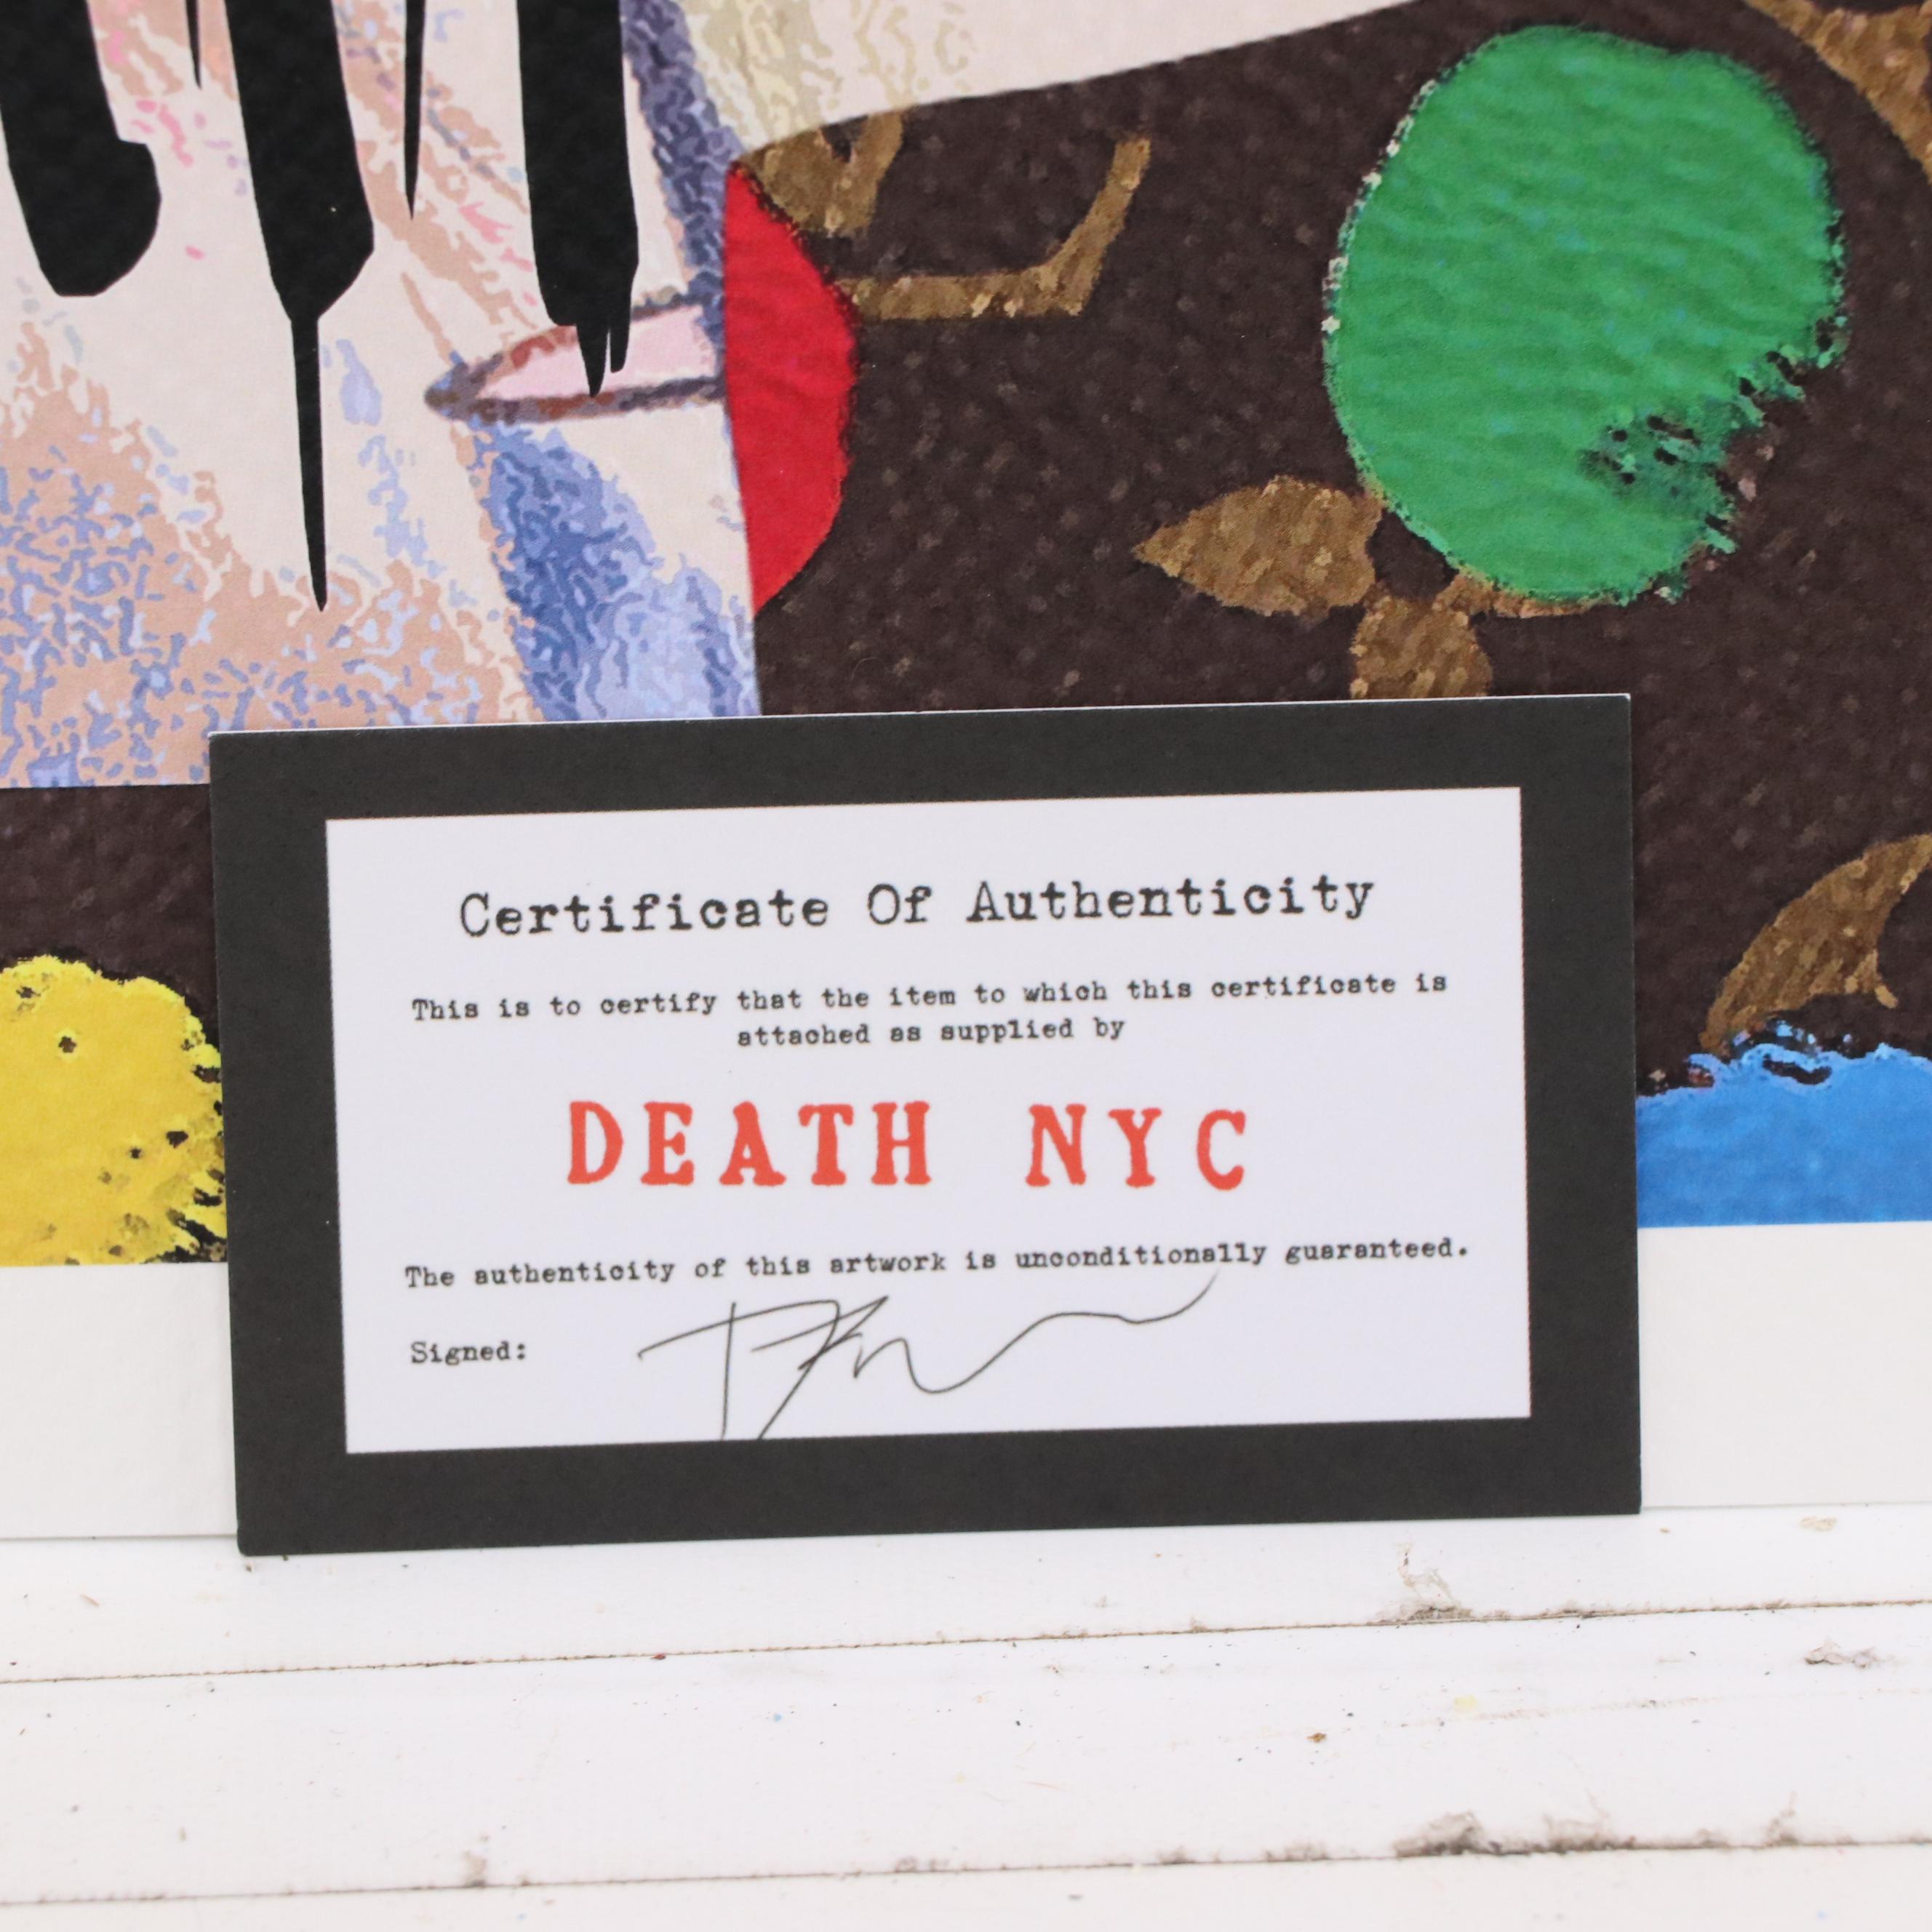 Certificate Of Authenticity
This is to certify that the item to which this certificate is
attached as supplied by
DEATH NYC
The authenticity of this artwork is unconditionally guaranteed.
Signed: